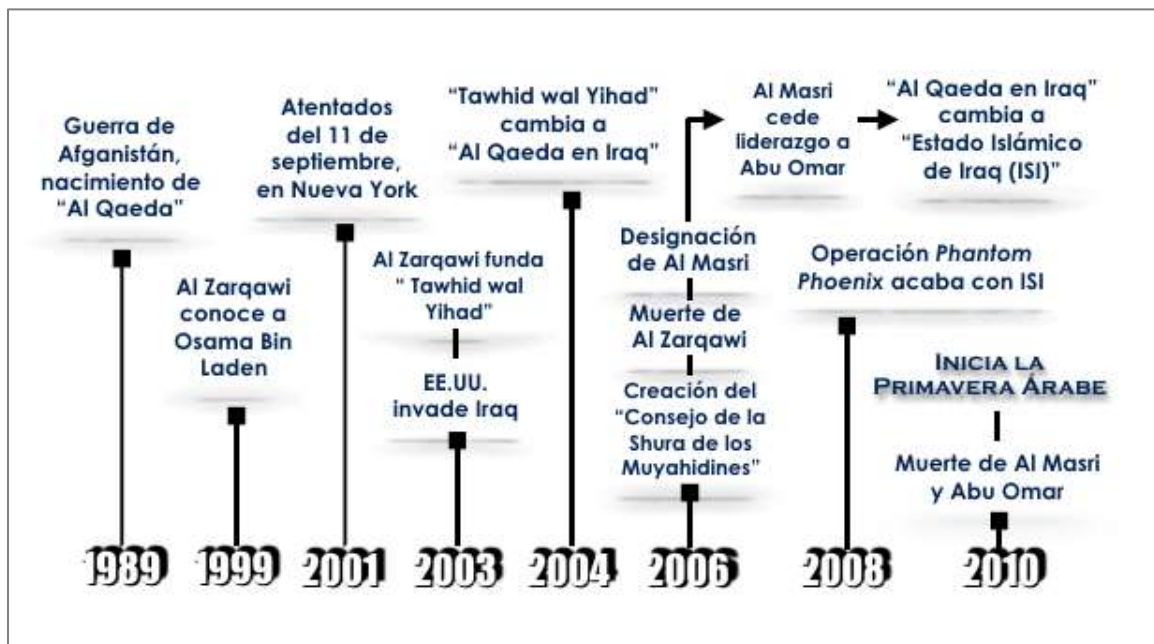 Guerra de
Afganistán,
nacimiento de
“Al Qaeda”
1989
Al Zarqawi
conoce a
Osama Bin
Laden
1999
Atentados
del 11 de
septiembre,
en Nueva York
2001
Al Zarqawi funda
“ Tawhid wal
Yihad”
EE.UU.
invade Iraq
2003
“Tawhid wal Yihad”
cambia a
“Al Qaeda en Iraq”
2004
Al Masri
cede
liderazgo a
Abu Omar
“Al Qaeda en Iraq”
cambia a
“Estado Islámico
de Iraq (ISI)”
Designación
de Al Masri
Muerte de
Al Zarqawi
Creación del
“Consejo de la
Shura de los
Muyahidines”
2006
Operación Phantom
Phoenix acaba con ISI
2008
INICIA LA
PRIMAVERA ÁRABE
Muerte de Al Masri
y Abu Omar
2010